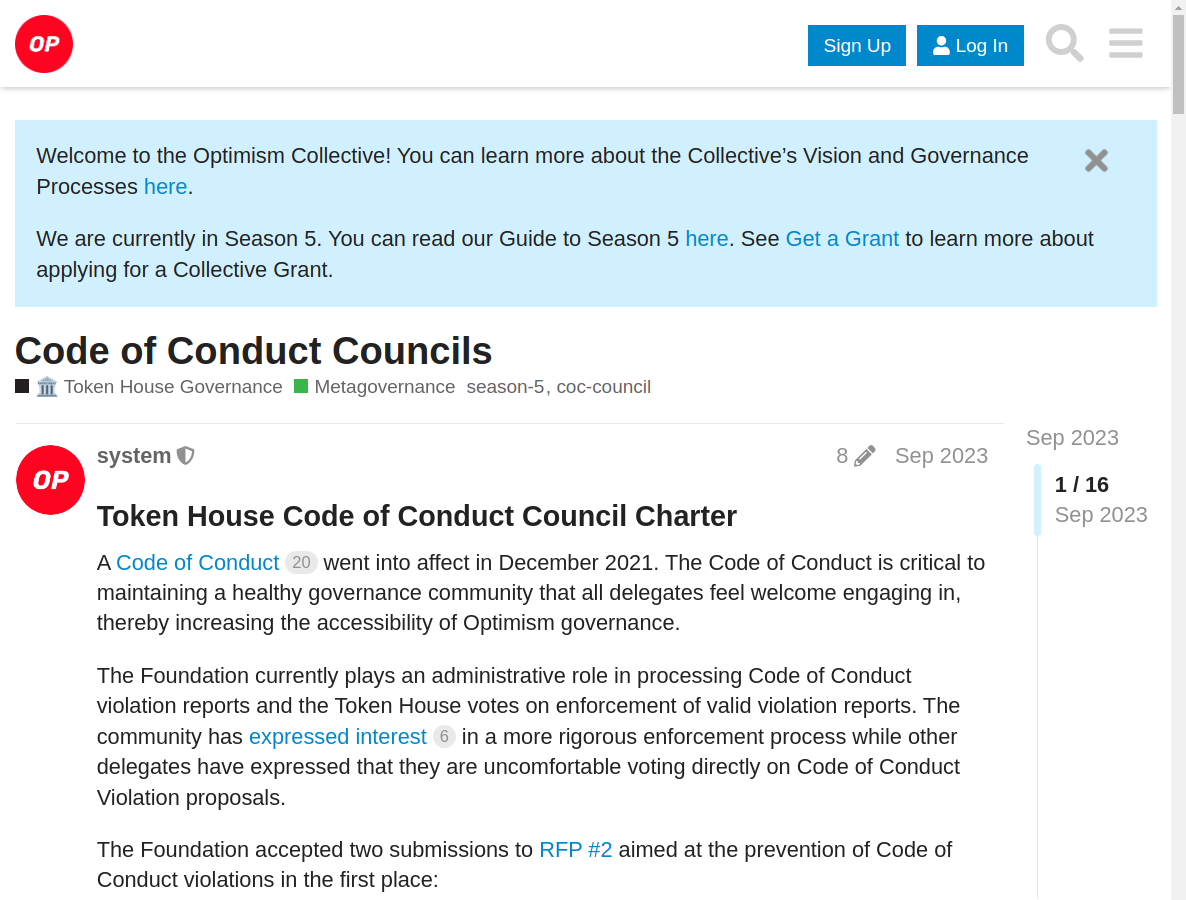 OP
Sign Up
Log In
Welcome to the Optimism Collective! You can learn more about the Collective’s Vision and Governance
Processes here.
We are currently in Season 5. You can read our Guide to Season 5 here. See Get a Grant to learn more about
applying for a Collective Grant.
Code of Conduct Councils
Token House Governance Metagovernance season-5, coc-council
system 8 Sep 2023
OP
Token House Code of Conduct Council Charter
A Code of Conduct 20 went into affect in December 2021. The Code of Conduct is critical to
maintaining a healthy governance community that all delegates feel welcome engaging in,
thereby increasing the accessibility of Optimism governance.
The Foundation currently plays an administrative role in processing Code of Conduct
violation reports and the Token House votes on enforcement of valid violation reports. The
community has expressed interest 6 in a more rigorous enforcement process while other
delegates have expressed that they are uncomfortable voting directly on Code of Conduct
Violation proposals.
The Foundation accepted two submissions to RFP #2 aimed at the prevention of Code of
Conduct violations in the first place:
Sep 2023
1 / 16
Sep 2023